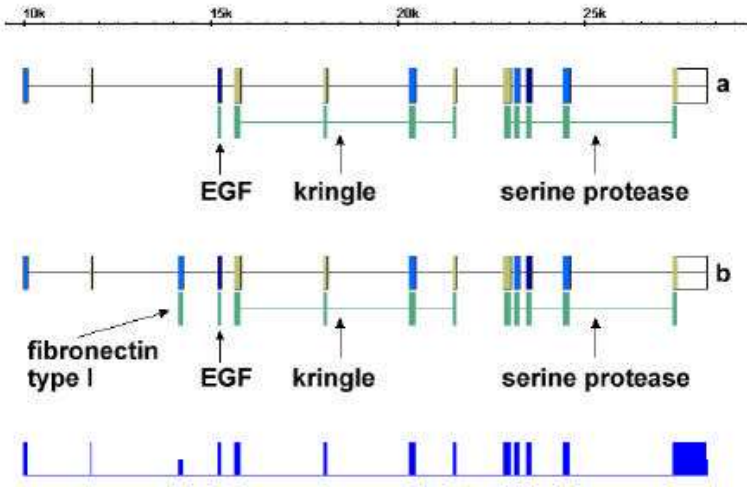 10k 15k 20k 25k
a
EGF kringle serine protease
b
fibronectin
type I
EGF kringle serine protease